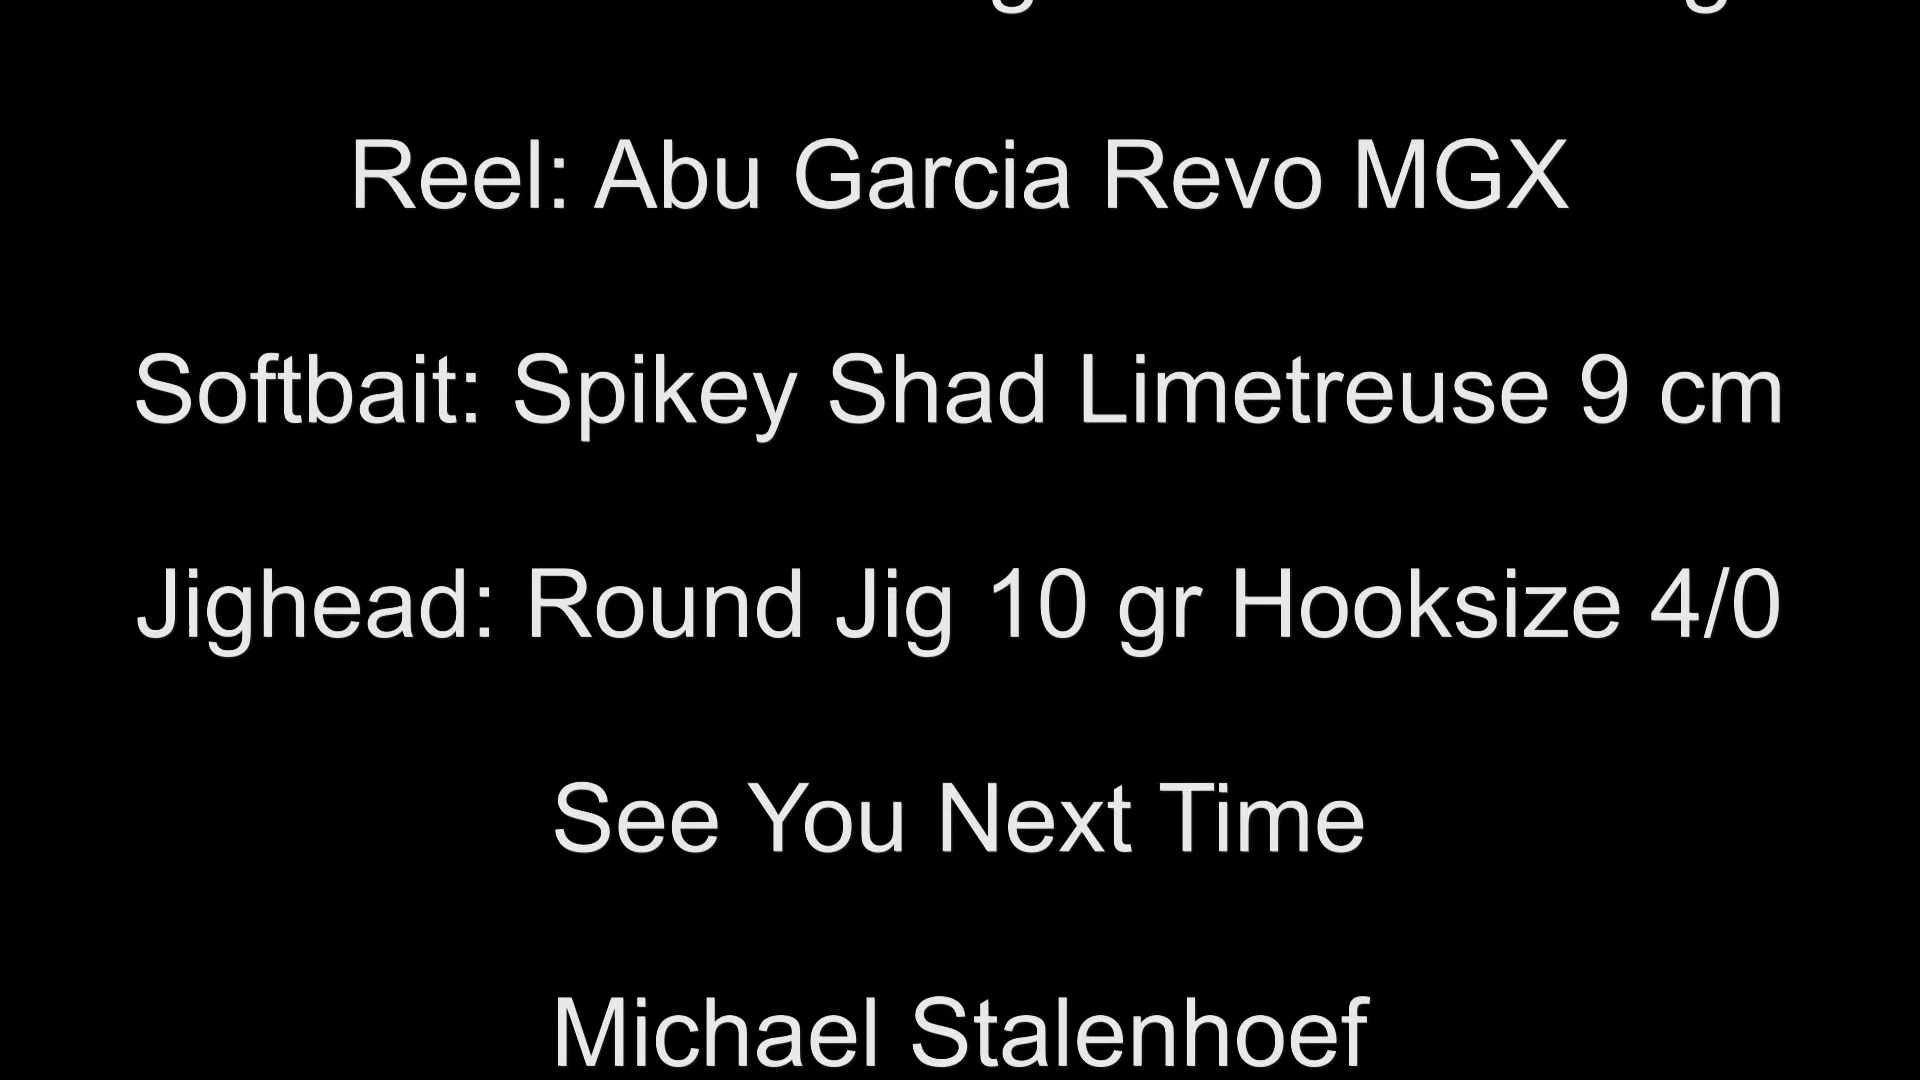 Reel: Abu Garcia Revo MGX
Softbait: Spikey Shad Limetreuse 9 cm
Jighead: Round Jig 10 gr Hooksize 4/0
See You Next Time
Michael Stalenhoef